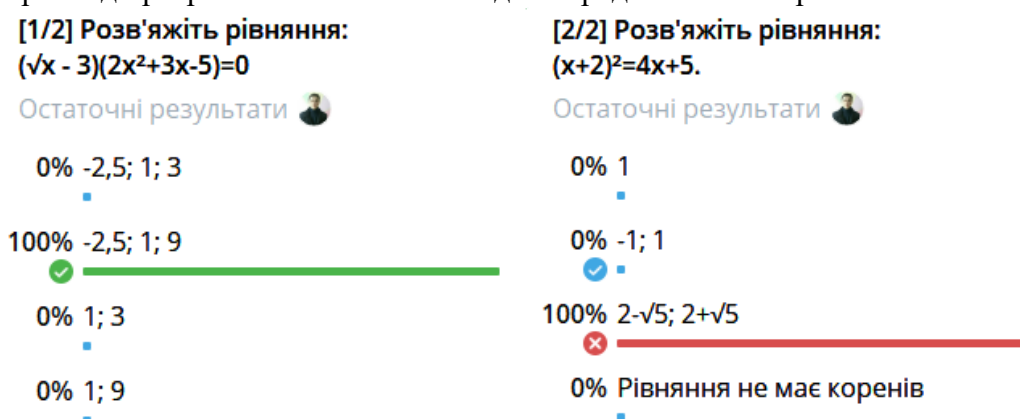 [1/2] Розв'яжіть рівняння:
(√x - 3)(2x²+3x-5)=0
Остаточні результати
0% -2,5; 1; 3
100% -2,5; 1; 9
0% 1; 3
0% 1; 9
[2/2] Розв'яжіть рівняння:
(x+2)²=4x+5.
Остаточні результати
0% 1
0% -1; 1
100% 2-√5; 2+√5
0% Рівняння не має коренів